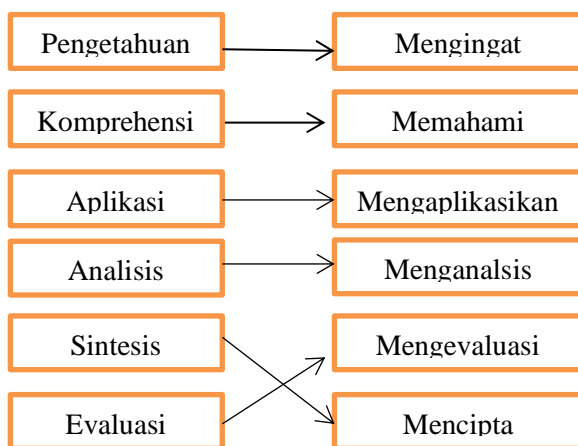 Pengetahuan
Mengingat
Komprehensi
Memahami
Aplikasi
Mengaplikasikan
Analisis
Menganalsis
Sintesis
Mengevaluasi
Evaluasi
Mencipta